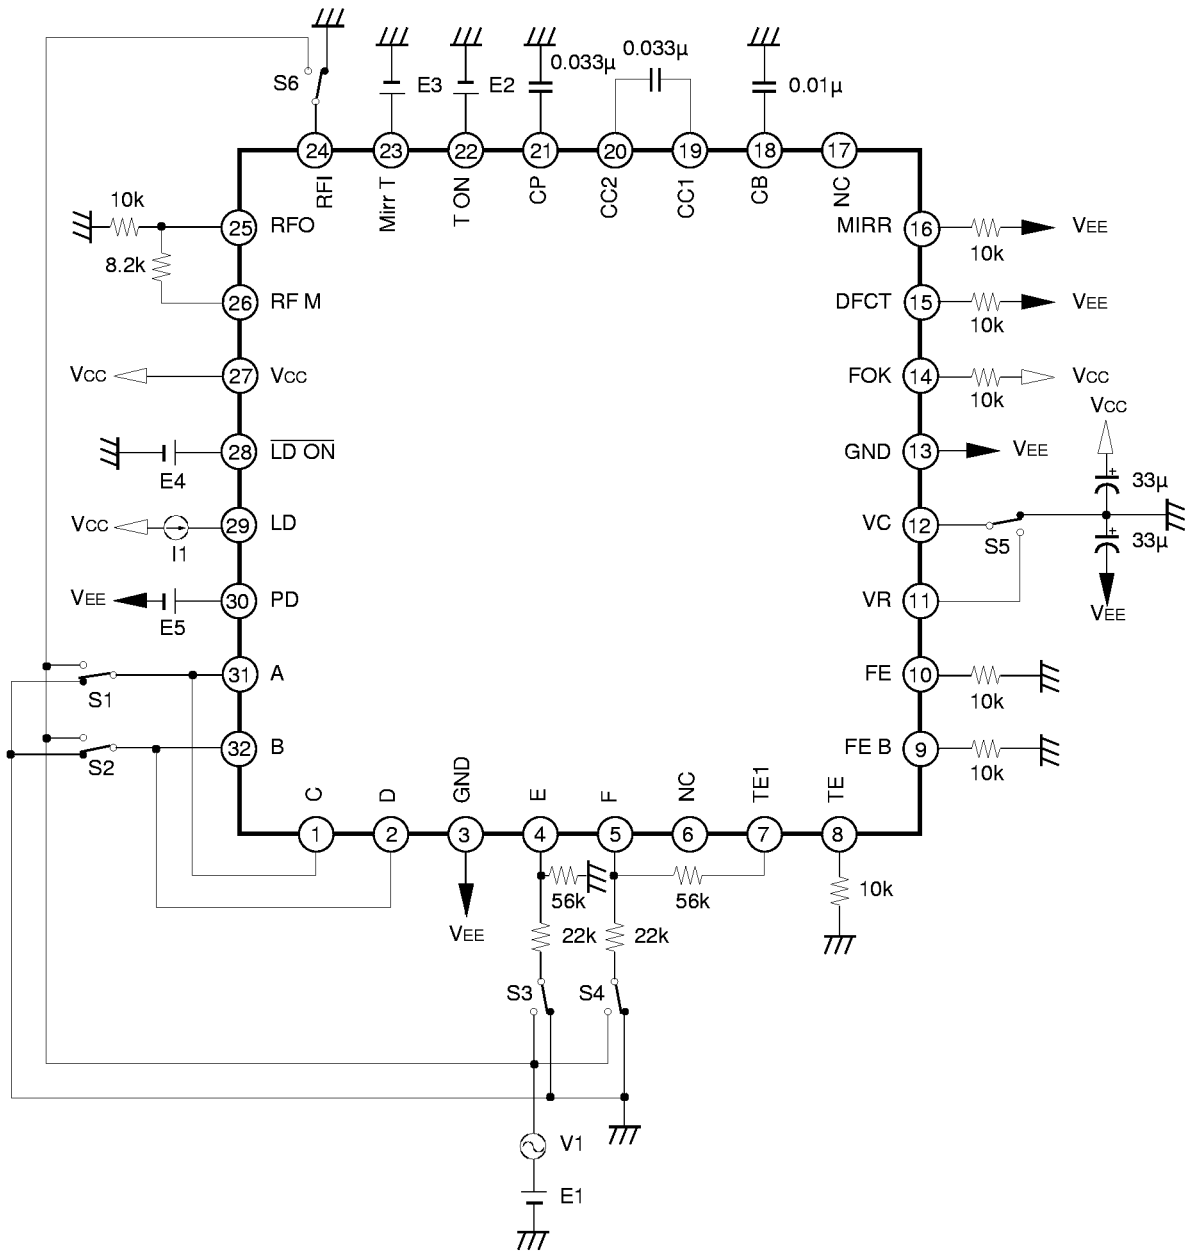 S6
E3
E2
0.033µ
0.033µ
0.01µ
24
23
22
21
20
19
18
17
RFI
Mirr T
T ON
CP
CC2
CC1
CB
NC
10k
25
RFO
MIRR
16
10k
VEE
8.2k
26
RF M
DFCT
15
10k
VEE
VCC
27
VCC
FOK
14
10k
VCC
VCC
28
LD ON
E4
GND
13
VEE
+
33µ
VCC
I1
29
LD
VC
12
S5
+
33µ
VEE
VEE
E5
30
PD
VR
11
S1
31
A
FE
10
10k
S2
32
B
FE B
9
10k
C
D
GND
E
F
NC
TE1
TE
1
2
3
4
5
6
7
8
56k
56k
10k
VEE
22k
22k
S3
S4
V1
E1